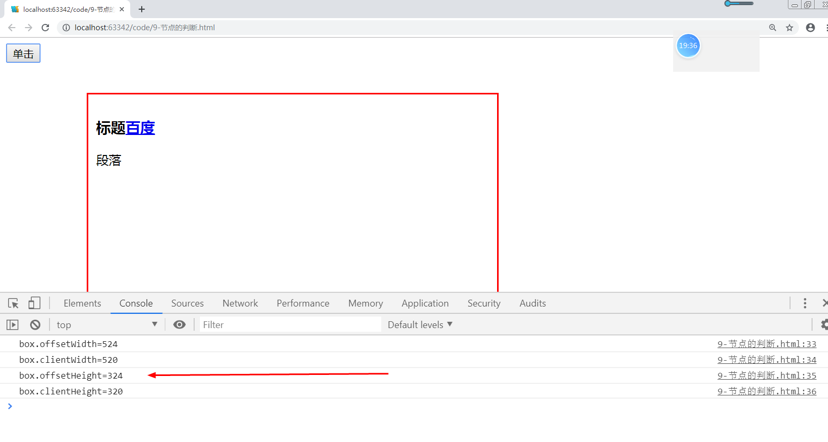 localhost:63342/code/9-节点的
localhost:63342/code/9-节点的判断.html
19:36
单击
标题百度
段落
Elements Console Sources Network Performance Memory Application Security Audits
top Filter Default levels
box.offsetWidth=524 9-节点的判断.html:33
box.clientWidth=520 9-节点的判断.html:34
box.offsetHeight=324 9-节点的判断.html:35
box.clientHeight=320 9-节点的判断.html:36